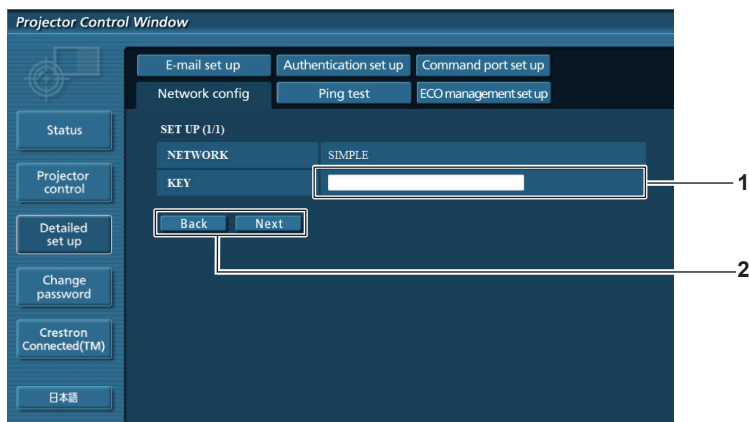 Projector Control Window
E-mail set up
Authentication set up
Command port set up
Network config
Ping test
ECO management set up
Status
Projector
control
Detailed
set up
Change
password
Crestron
Connected(TM)
日本語
SET UP (1/1)
NETWORK SIMPLE
KEY
Back Next
1
2